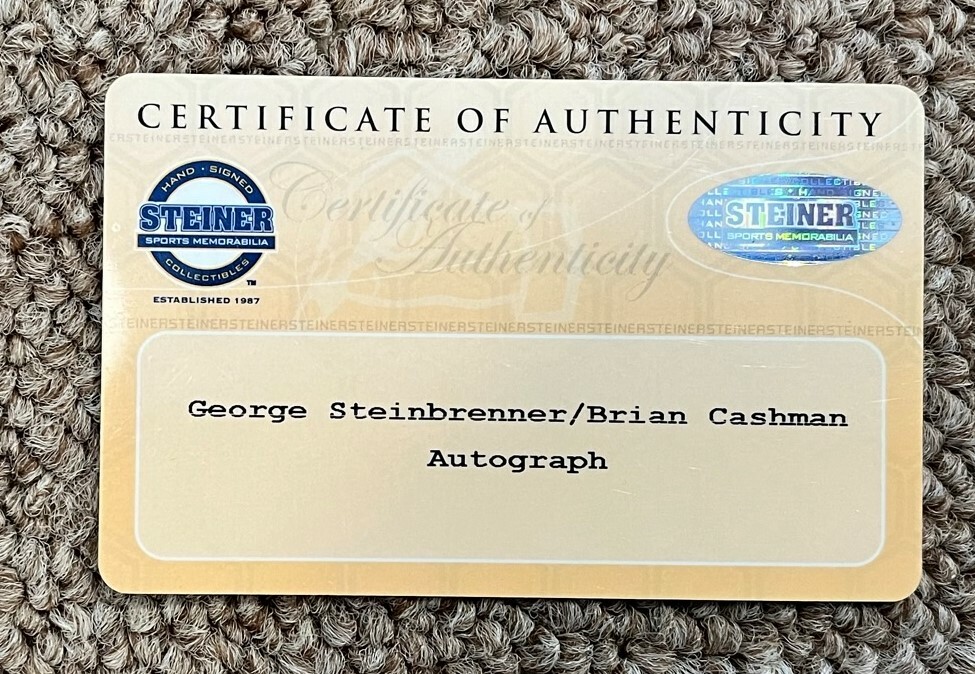 CERTIFICATE OF AUTHENTICITY
HAND • SIGNED
STEINER
SPORTS MEMORABILIA
COLLECTIBLES
TM
ESTABLISHED 1987
Certificate of
Authenticity
STEINER
SPORTS MEMORABILIA
George Steinbrenner/Brian Cashman
Autograph